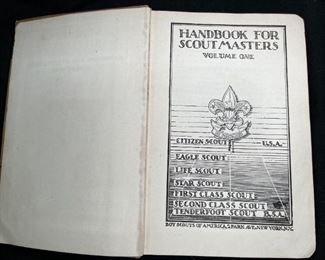 HANDBOOK FOR
SCOUTMASTERS
VOLUME ONE
CITIZEN SCOUT U.S.A.
EAGLE SCOUT
LIFE SCOUT
STAR SCOUT
FIRST CLASS SCOUT
SECOND CLASS SCOUT
TENDERFOOT SCOUT B.S.A.
BOY SCOUTS OF AMERICA, 2 PARK AVE., NEW YORK, N.Y.